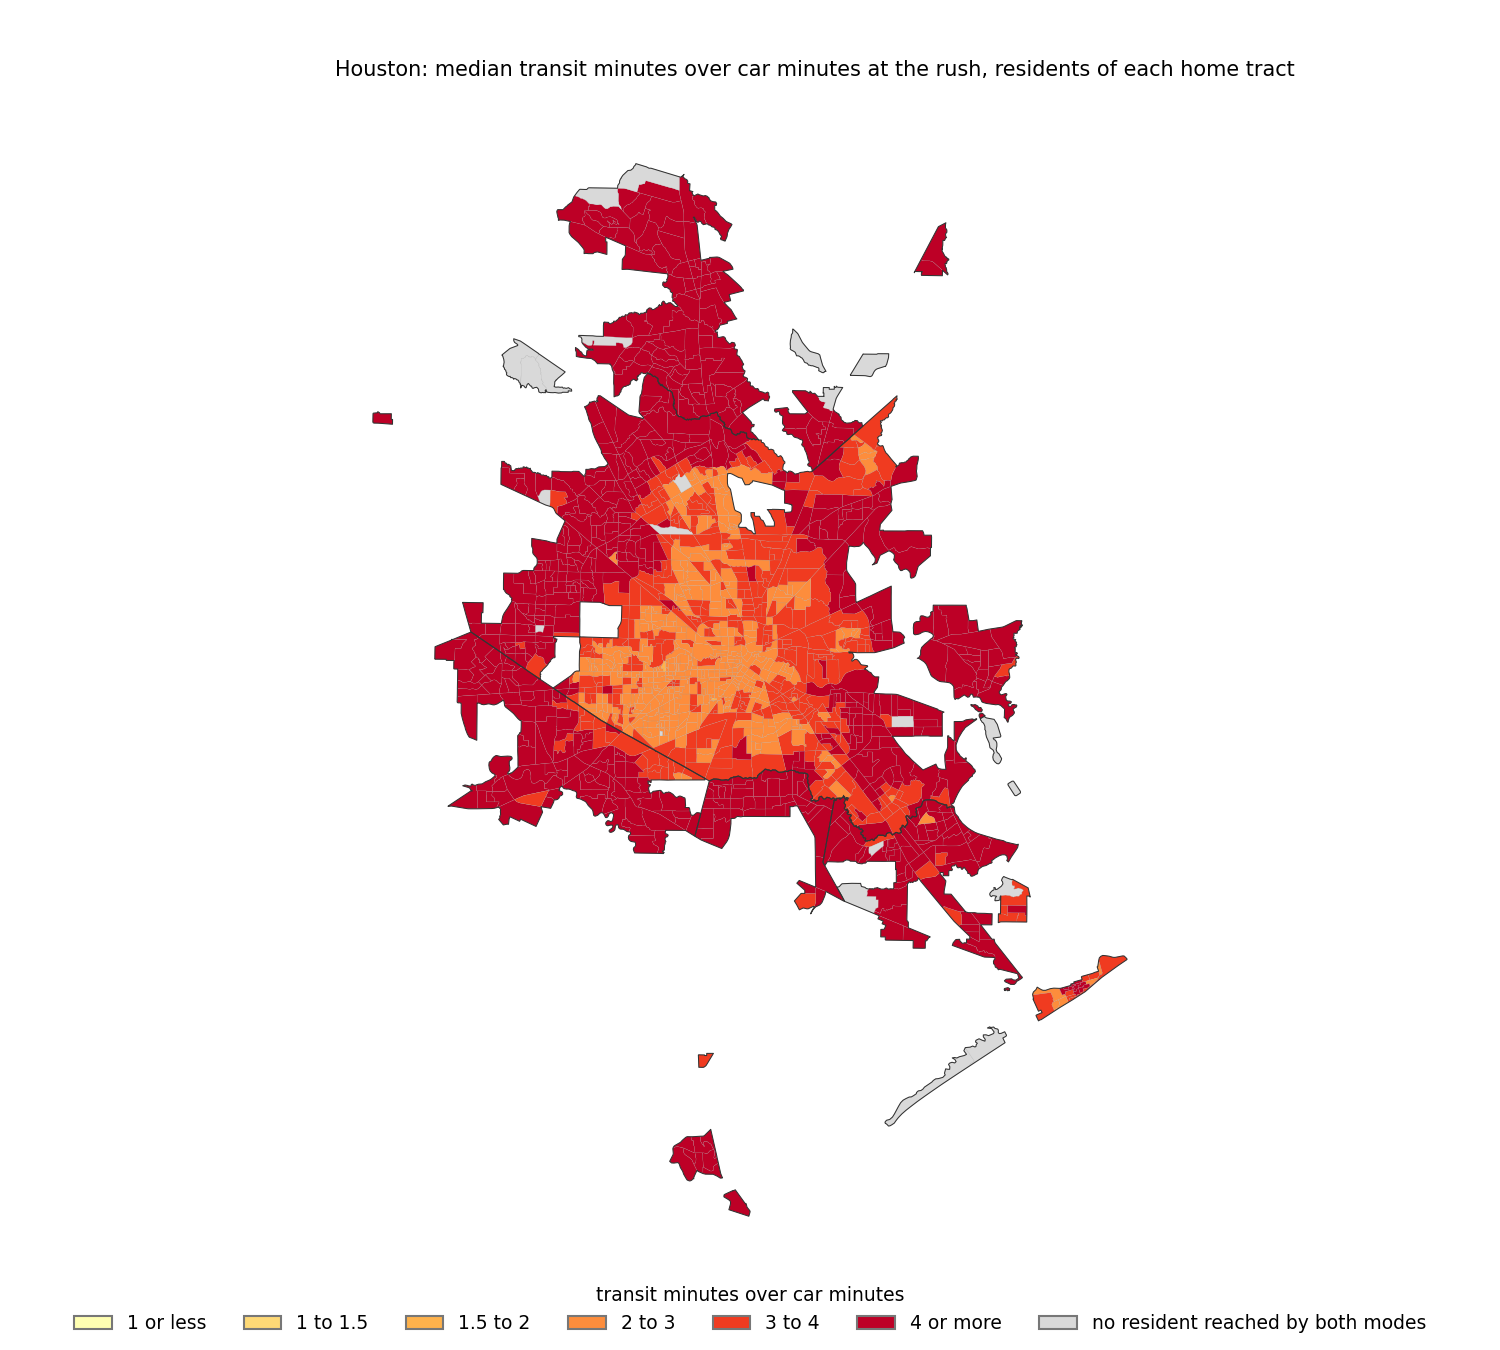 Houston: median transit minutes over car minutes at the rush, residents of each home tract
transit minutes over car minutes
1 or less
1 to 1.5
1.5 to 2
2 to 3
3 to 4
4 or more
no resident reached by both modes